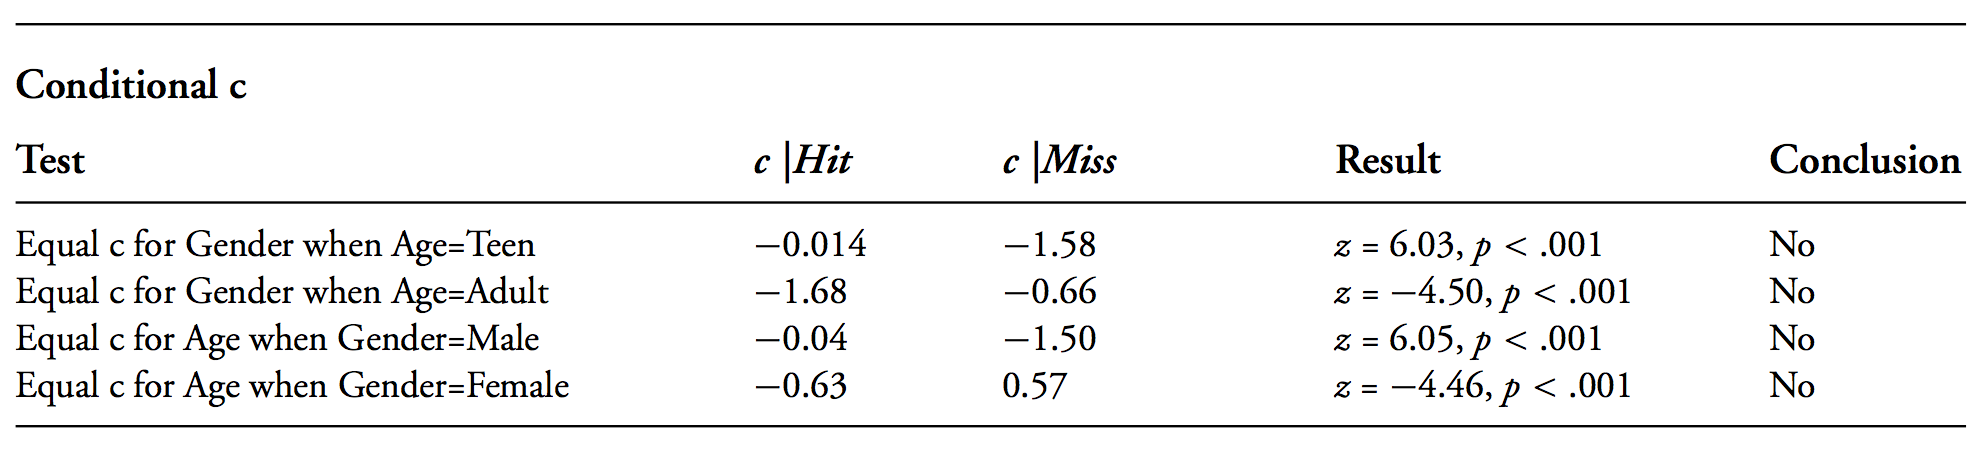 Conditional c
Test c |Hit c |Miss Result Conclusion
Equal c for Gender when Age=Teen −0.014 −1.58 z = 6.03, p < .001 No
Equal c for Gender when Age=Adult −1.68 −0.66 z = −4.50, p < .001 No
Equal c for Age when Gender=Male −0.04 −1.50 z = 6.05, p < .001 No
Equal c for Age when Gender=Female −0.63 0.57 z = −4.46, p < .001 No